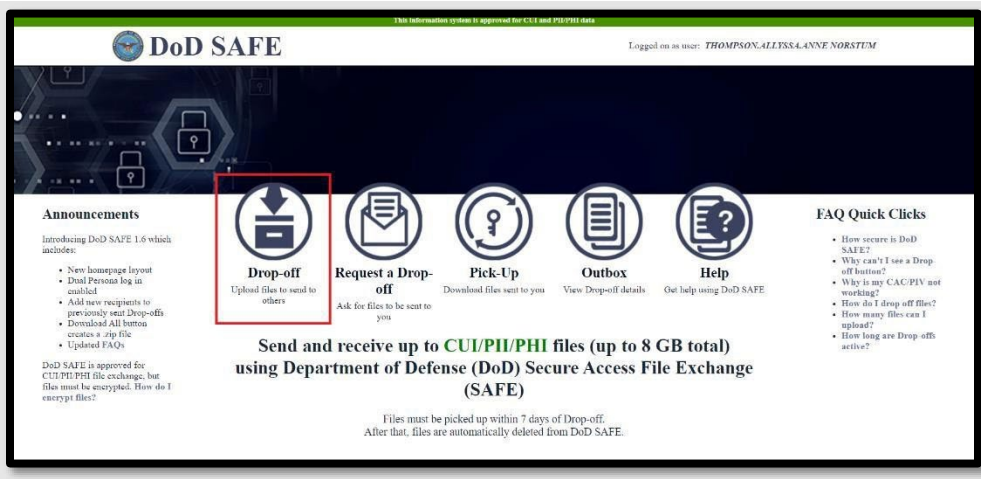 This information system is approved for CUI and PII/PHI data
DoD SAFE
Logged on as user: THOMPSON.ALLYSSA.ANNE NORSTUM
Announcements
Introducing DoD SAFE 1.6 which
includes:
• New homepage layout
• Dual Persona log in
enabled
• Add new recipients to
previously sent Drop-offs
• Download All button
creates a .zip file
• Updated FAQs
DoD SAFE is approved for
CUI/PII/PHI file exchange, but
files must be encrypted. How do I
encrypt files?
Drop-off
Upload files to send to
others
Request a Drop-
off
Ask for files to be sent to
you
Pick-Up
Download files sent to you
Outbox
View Drop-off details
Help
Get help using DoD SAFE
Send and receive up to CUI/PII/PHI files (up to 8 GB total)
using Department of Defense (DoD) Secure Access File Exchange
(SAFE)
Files must be picked up within 7 days of Drop-off.
After that, files are automatically deleted from DoD SAFE.
FAQ Quick Clicks
• How secure is DoD
SAFE?
• Why can't I see a Drop
off button?
• Why is my CAC/PIV not
working?
• How do I drop off files?
• How many files can I
upload?
• How long are Drop-offs
active?